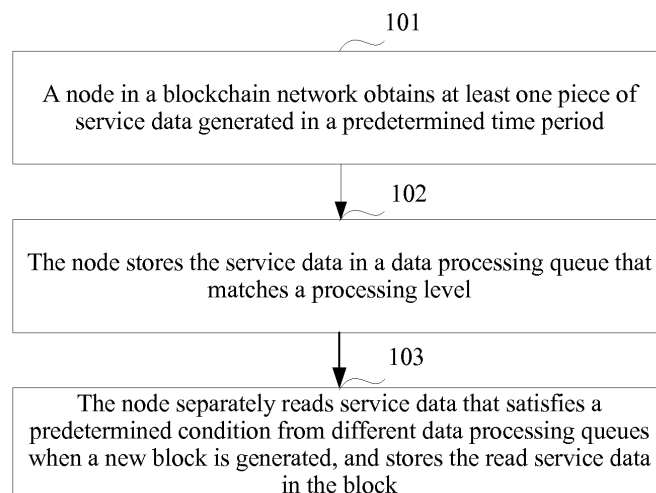 101
A node in a blockchain network obtains at least one piece of
service data generated in a predetermined time period
102
The node stores the service data in a data processing queue that
matches a processing level
103
The node separately reads service data that satisfies a
predetermined condition from different data processing queues
when a new block is generated, and stores the read service data
in the block